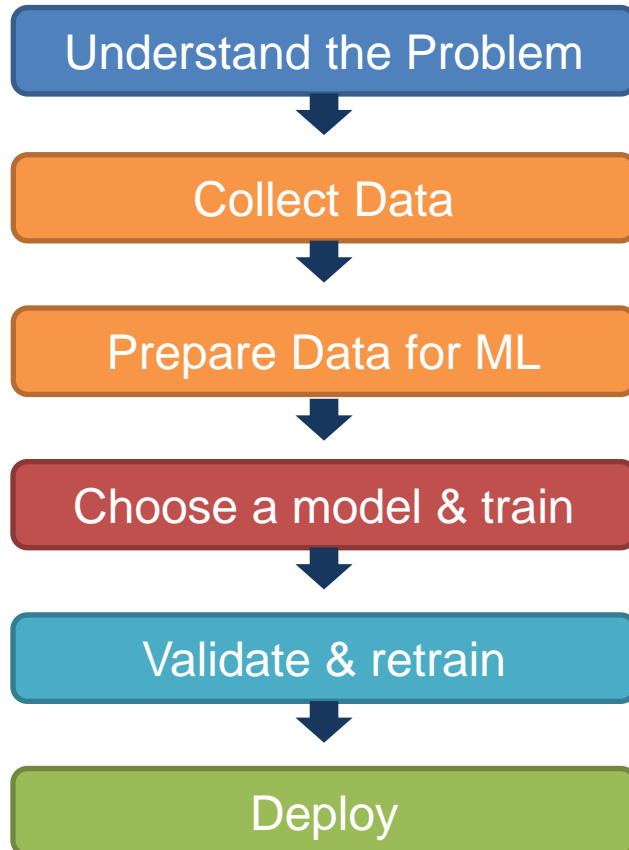 Understand the Problem
Collect Data
Prepare Data for ML
Choose a model & train
Validate & retrain
Deploy